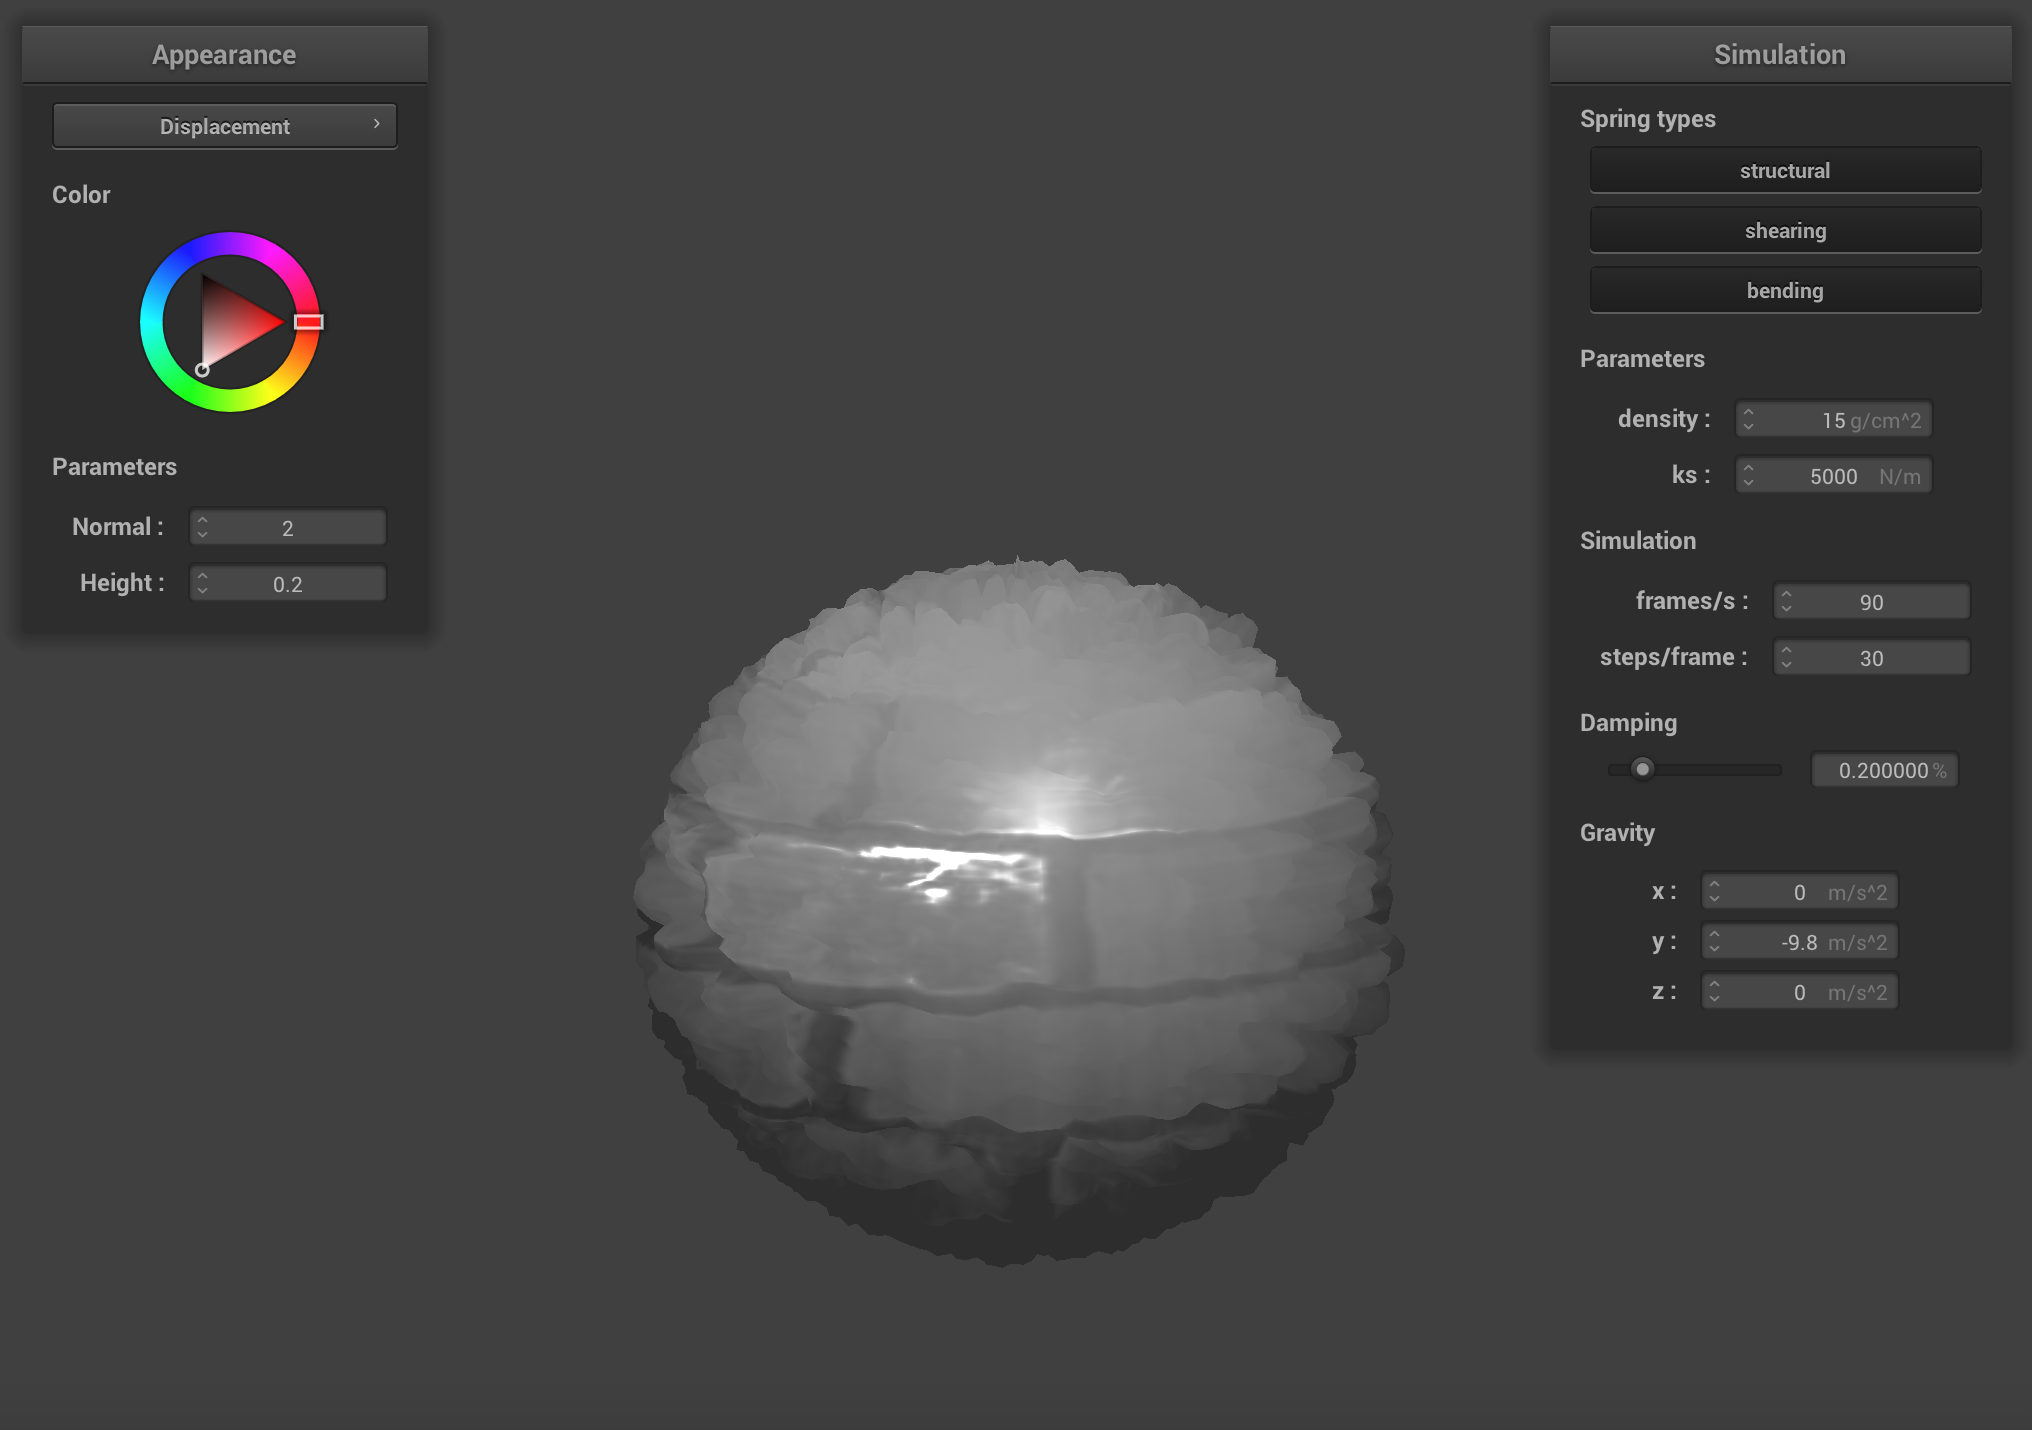 Appearance
Displacement
Color
Parameters
Normal : 2
Height : 0.2
Simulation
Spring types
structural
shearing
bending
Parameters
density : 15 g/cm^2
ks : 5000 N/m
Simulation
frames/s : 90
steps/frame : 30
Damping
0.200000 %
Gravity
x : 0 m/s^2
y : -9.8 m/s^2
z : 0 m/s^2